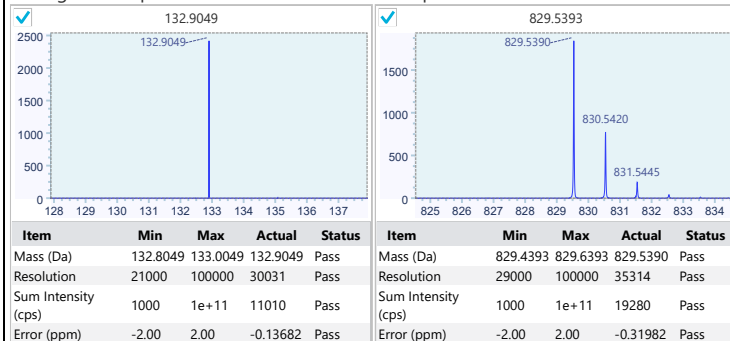 132.9049
132.9049
2500
2000
1500
1000
500
0
128 129 130 131 132 133 134 135 136 137
Item Min Max Actual Status
Mass (Da) 132.8049 133.0049 132.9049 Pass
Resolution 21000 100000 30031 Pass
Sum Intensity
(cps) 1000 1e+11 11010 Pass
Error (ppm) -2.00 2.00 -0.13682 Pass
829.5393
829.5390
1500
830.5420
1000
831.5445
500
0
825 826 827 828 829 830 831 832 833 834
Item Min Max Actual Status
Mass (Da) 829.4393 829.6393 829.5390 Pass
Resolution 29000 100000 35314 Pass
Sum Intensity
(cps) 1000 1e+11 19280 Pass
Error (ppm) -2.00 2.00 -0.31982 Pass